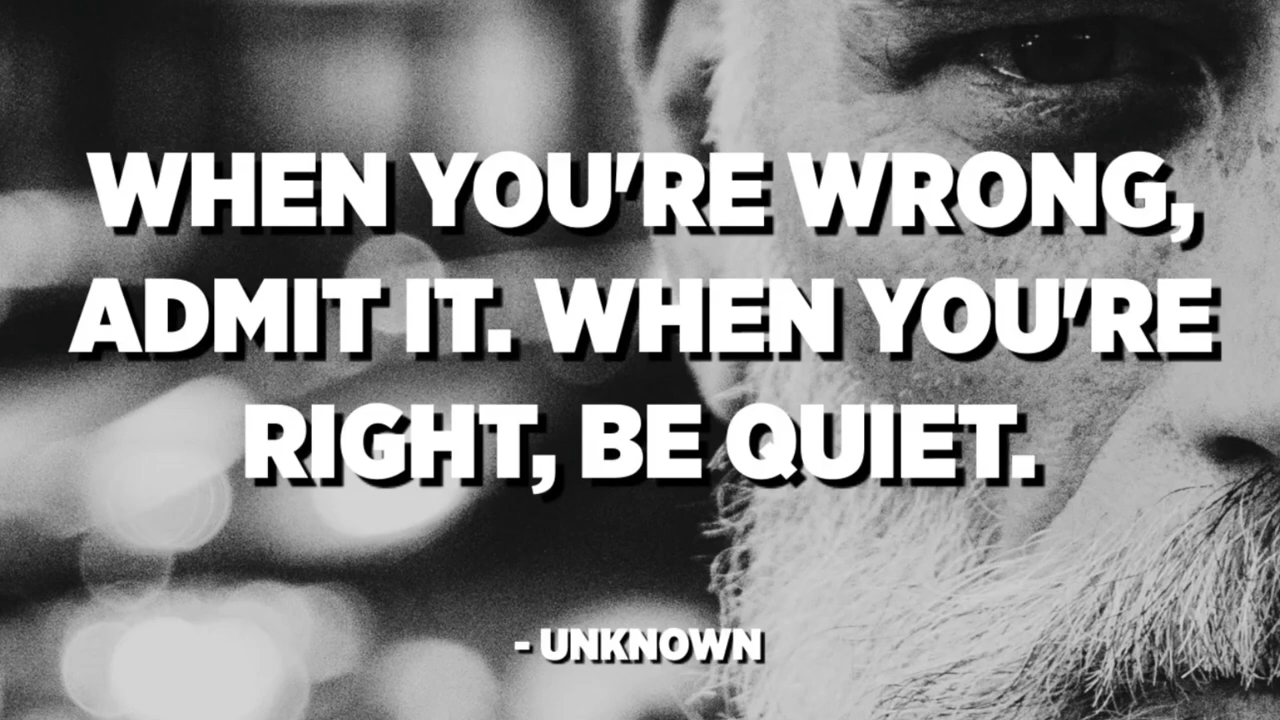 WHEN YOU'RE WRONG,
ADMIT IT. WHEN YOU'RE
RIGHT, BE QUIET.
- UNKNOWN